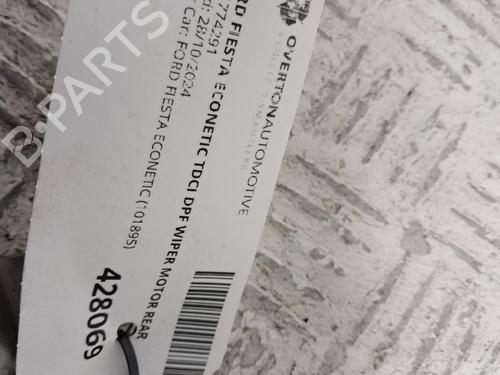 OVERTONAUTOMOTIVE
FORD FIESTA ECONETIC TDCI DPF WIPER MOTOR REAR
774291
28/10/2024
Car: FORD FIESTA ECONETIC (101895)
428069
B-PARTS